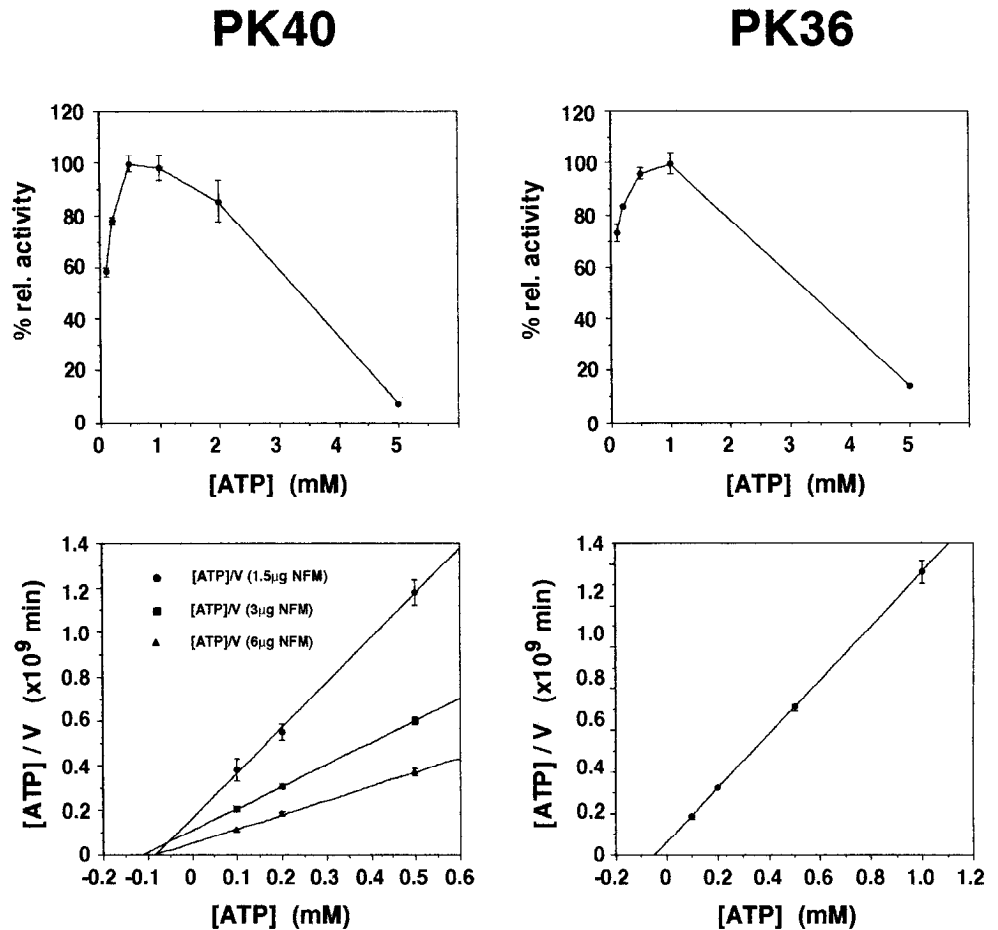 PK40
PK36
120
100
80
60
40
20
0
% rel. activity
0 1 2 3 4 5
[ATP] (mM)
120
100
80
60
40
20
0
% rel. activity
0 1 2 3 4 5
[ATP] (mM)
1.4
1.2
1.0
0.8
0.6
0.4
0.2
0
[ATP] / V (x10⁹ min)
[ATP]/V (1.5µg NFM)
[ATP]/V (3µg NFM)
[ATP]/V (6µg NFM)
-0.2 -0.1 0 0.1 0.2 0.3 0.4 0.5 0.6
[ATP] (mM)
1.4
1.2
1.0
0.8
0.6
0.4
0.2
0
[ATP] / V (x10⁹ min)
-0.2 0 0.2 0.4 0.6 0.8 1.0 1.2
[ATP] (mM)